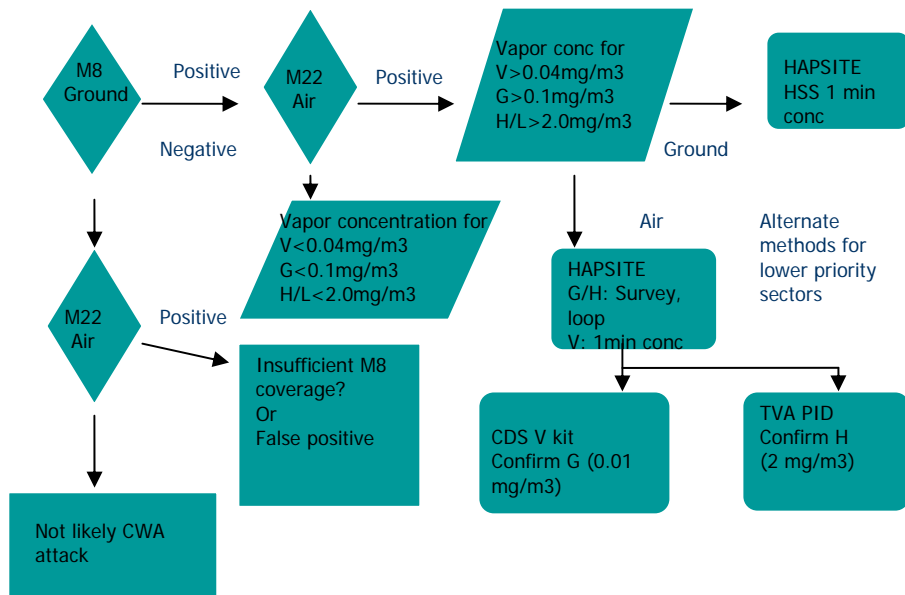 M8
Ground
Positive
Negative
M22
Air
Positive
Vapor conc for
V>0.04mg/m3
G>0.1mg/m3
H/L>2.0mg/m3
Ground
HAPSITE
HSS 1 min
conc
Vapor concentration for
V<0.04mg/m3
G<0.1mg/m3
H/L<2.0mg/m3
Air
HAPSITE
G/H: Survey,
loop
V: 1min conc
Alternate
methods for
lower priority
sectors
M22
Air
Positive
Insufficient M8
coverage?
Or
False positive
CDS V kit
Confirm G (0.01
mg/m3)
TVA PID
Confirm H
(2 mg/m3)
Not likely CWA
attack